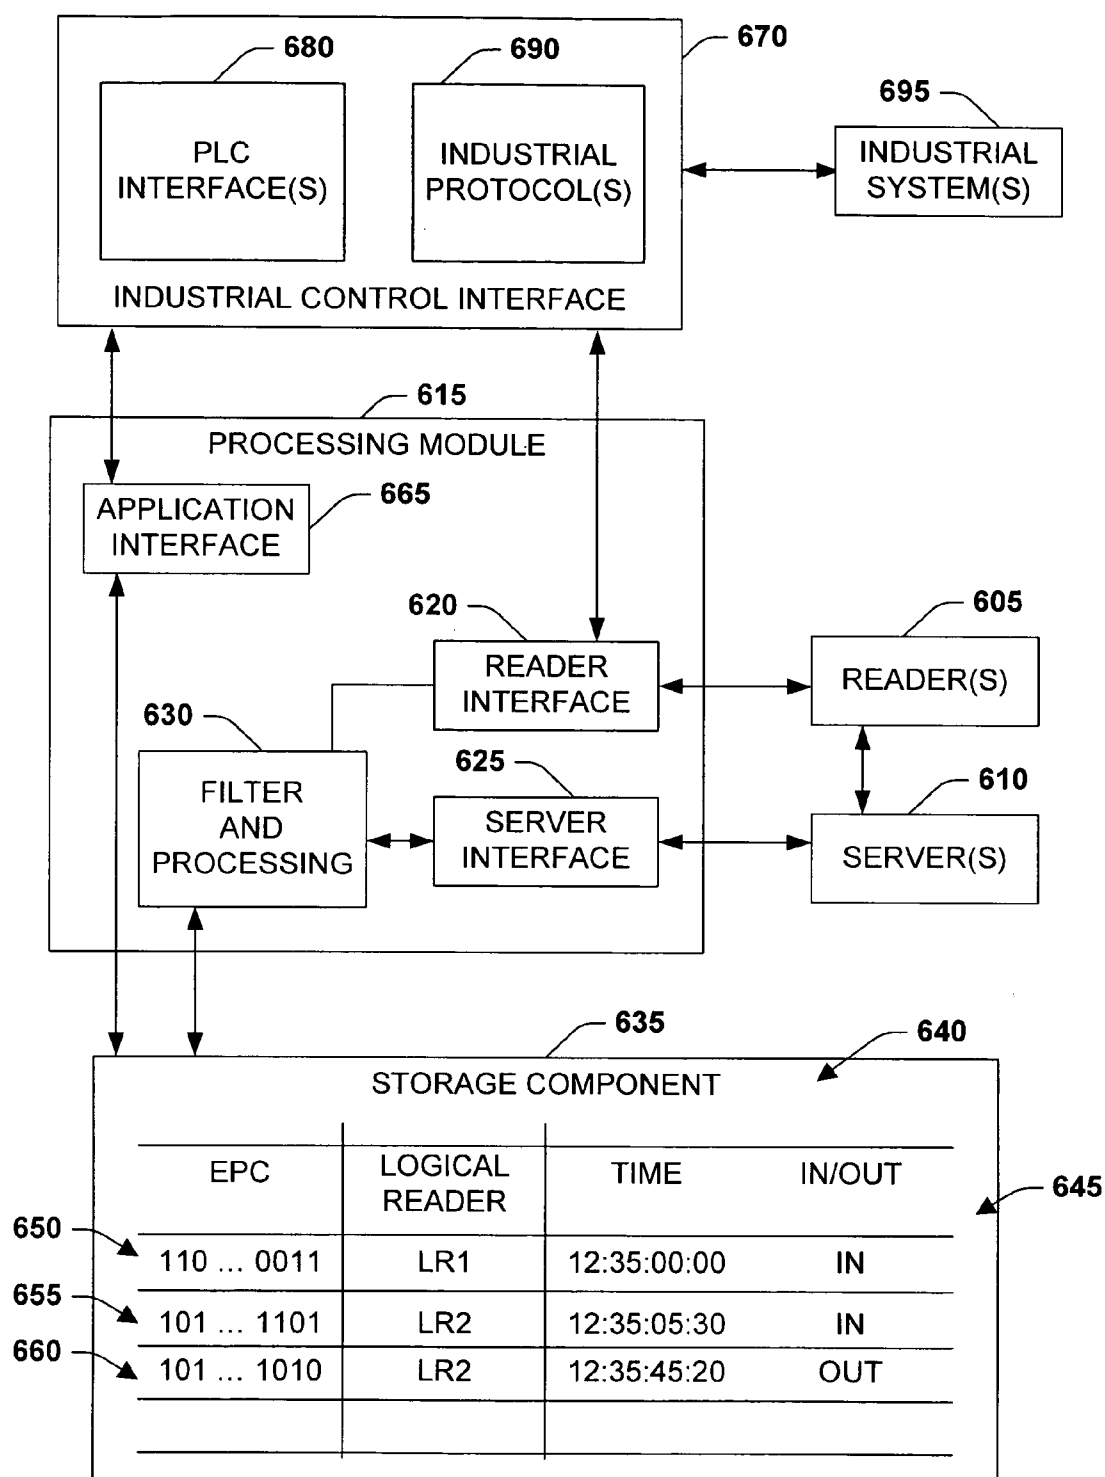 680
690
670
695
PLC
INTERFACE(S)
INDUSTRIAL
PROTOCOL(S)
INDUSTRIAL
SYSTEM(S)
INDUSTRIAL CONTROL INTERFACE
615
PROCESSING MODULE
665
APPLICATION
INTERFACE
620
605
READER
INTERFACE
READER(S)
630
625
610
FILTER
AND
PROCESSING
SERVER
INTERFACE
SERVER(S)
635
640
STORAGE COMPONENT
EPC
LOGICAL
READER
TIME
IN/OUT
645
650
110 ... 0011 LR1 12:35:00:00 IN
655
101 ... 1101 LR2 12:35:05:30 IN
660
101 ... 1010 LR2 12:35:45:20 OUT